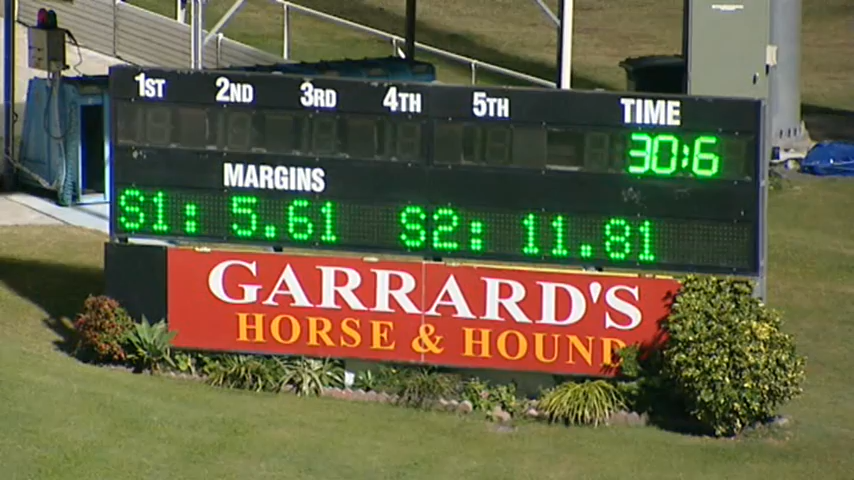 1ST 2ND 3RD 4TH 5TH TIME
30:6
MARGINS
S1: 5.61 S2: 11.81
GARRARD'S
HORSE & HOUND